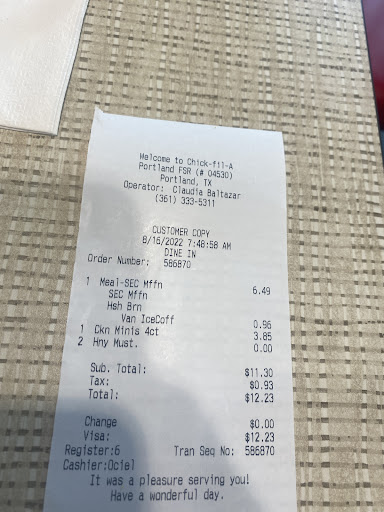 Welcome to Chick-fil-A
Portland FSR (# 04530)
Portland, TX
Operator: Claudia Baltazar
(361) 333-5311
CUSTOMER COPY
8/16/2022 7:48:58 AM
DINE IN
Order Number: 586870
1 Meal-SEC Mffn 6.49
SEC Mffn
Hsh Brn
Van IceCoff 0.96
1 Ckn Minis 4ct 3.85
2 Hny Must. 0.00
Sub. Total: $11.30
Tax: $0.93
Total: $12.23
Change $0.00
Visa: $12.23
Register:6 Tran Seq No: 586870
Cashier:Ociel
It was a pleasure serving you!
Have a wonderful day.